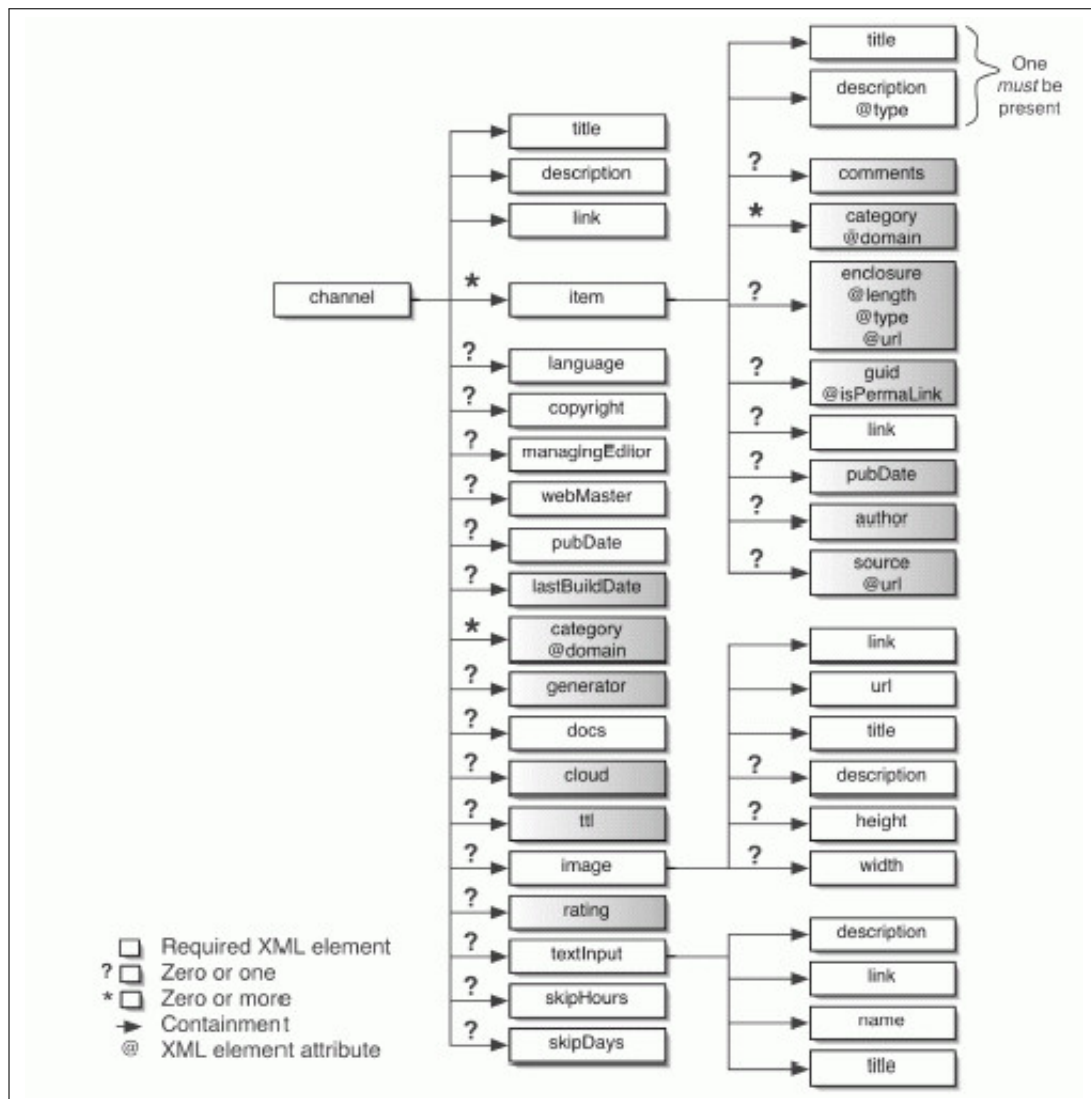 channel
title
description
link
*
item
?
language
?
copyright
?
managingEditor
?
webMaster
?
pubDate
?
lastBuildDate
*
category
@domain
?
generator
?
docs
?
cloud
?
ttl
?
image
?
rating
?
textInput
?
skipHours
?
skipDays
title
description
@type
One
must be
present
?
comments
*
category
@domain
?
enclosure
@length
@type
@url
?
guid
@isPermaLink
?
link
?
pubDate
?
author
?
source
@url
link
url
title
?
description
?
height
?
width
description
link
name
title
Required XML element
? Zero or one
* Zero or more
Containment
@ XML element attribute